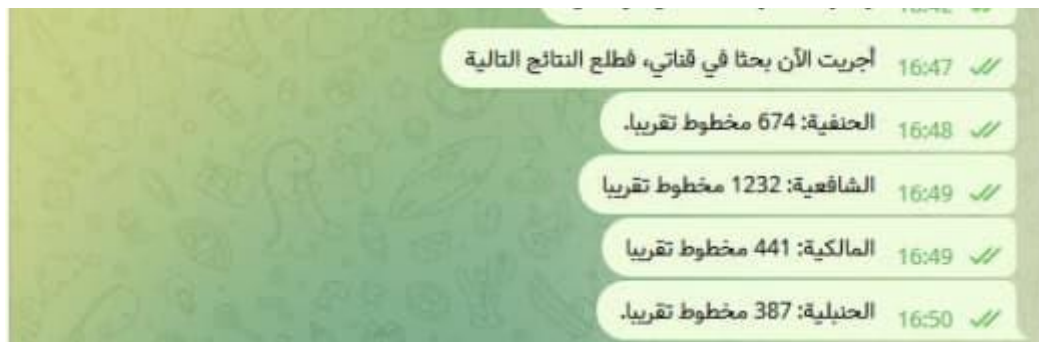 أجريت الآن بحثا في قناتي، فطلع النتائج التالية 16:47
الحنفية: 674 مخطوط تقريبا. 16:48
الشافعية: 1232 مخطوط تقريبا 16:49
المالكية: 441 مخطوط تقريبا 16:49
الحنبلية: 387 مخطوط تقريبا. 16:50